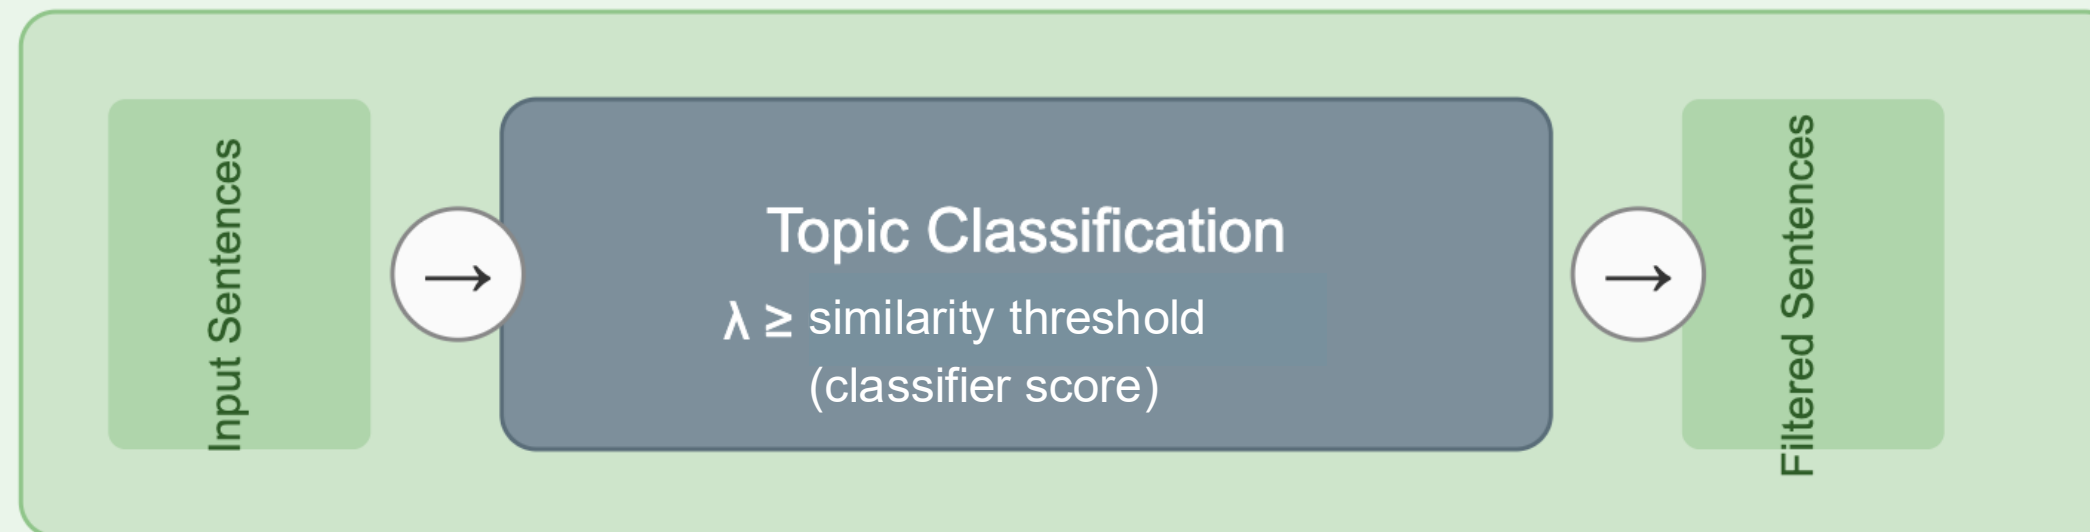 Input Sentences
→
Topic Classification
λ ≥ similarity threshold
(classifier score)
→
Filtered Sentences